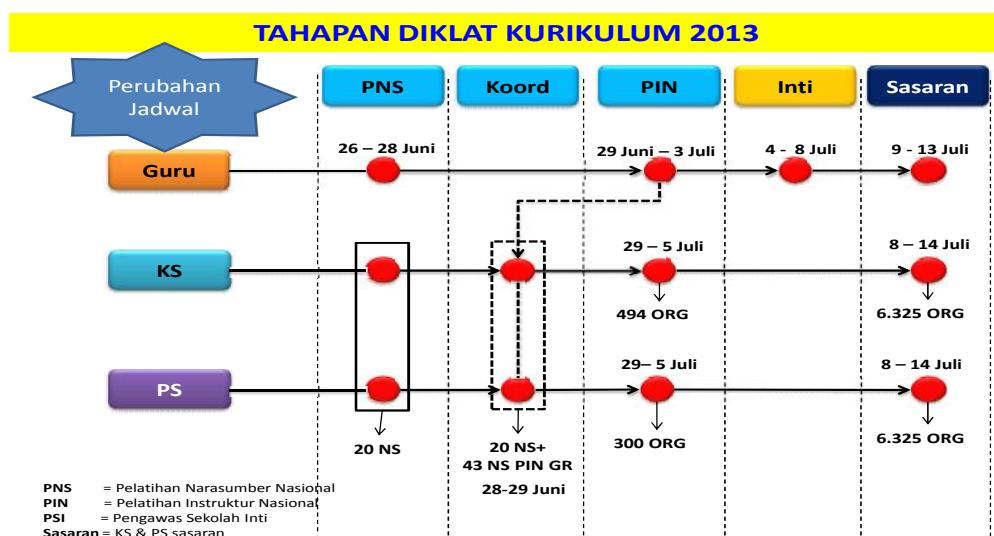 TAHAPAN DIKLAT KURIKULUM 2013
Perubahan
Jadwal
PNS
Koord
PIN
Inti
Sasaran
26 – 28 Juni
29 Juni – 3 Juli
4 - 8 Juli
9 - 13 Juli
Guru
29 – 5 Juli
8 – 14 Juli
KS
494 ORG
6.325 ORG
29– 5 Juli
8 – 14 Juli
PS
20 NS
20 NS+
43 NS PIN GR
28-29 Juni
300 ORG
6.325 ORG
PNS = Pelatihan Narasumber Nasional
PIN = Pelatihan Instruktur Nasional
PSI = Pengawas Sekolah Inti
Sasaran = KS & PS sasaran